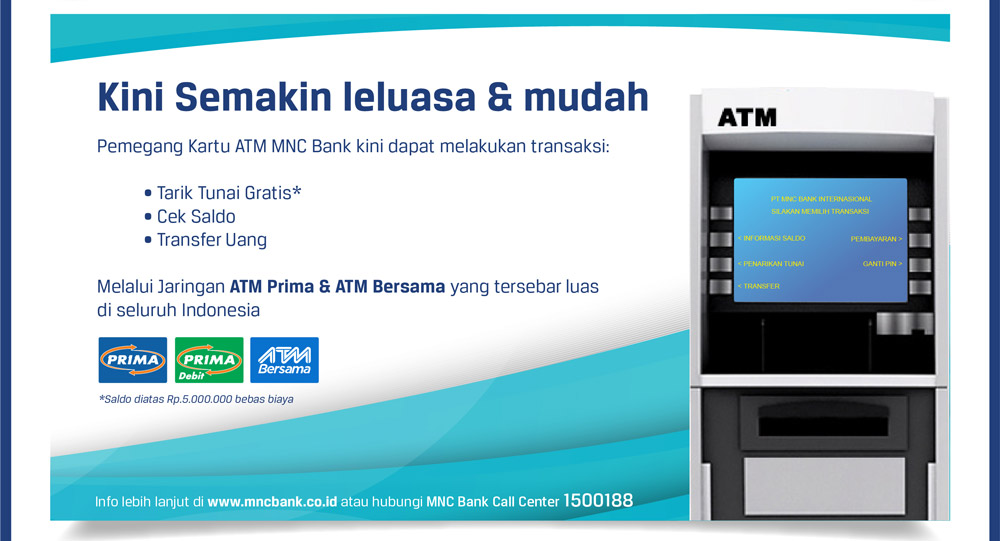 Kini Semakin leluasa & mudah
Pemegang Kartu ATM MNC Bank kini dapat melakukan transaksi:
• Tarik Tunai Gratis*
• Cek Saldo
• Transfer Uang
Melalui Jaringan ATM Prima & ATM Bersama yang tersebar luas
di seluruh Indonesia
PRIMA
PRIMA
Debit
ATM
Bersama
*Saldo diatas Rp.5.000.000 bebas biaya
Info lebih lanjut di www.mncbank.co.id atau hubungi MNC Bank Call Center 1500188
ATM
PT MNC BANK INTERNASIONAL
SILAKAN MEMILIH TRANSAKSI
< INFORMASI SALDO PEMBAYARAN >
< PENARIKAN TUNAI GANTI PIN >
< TRANSFER